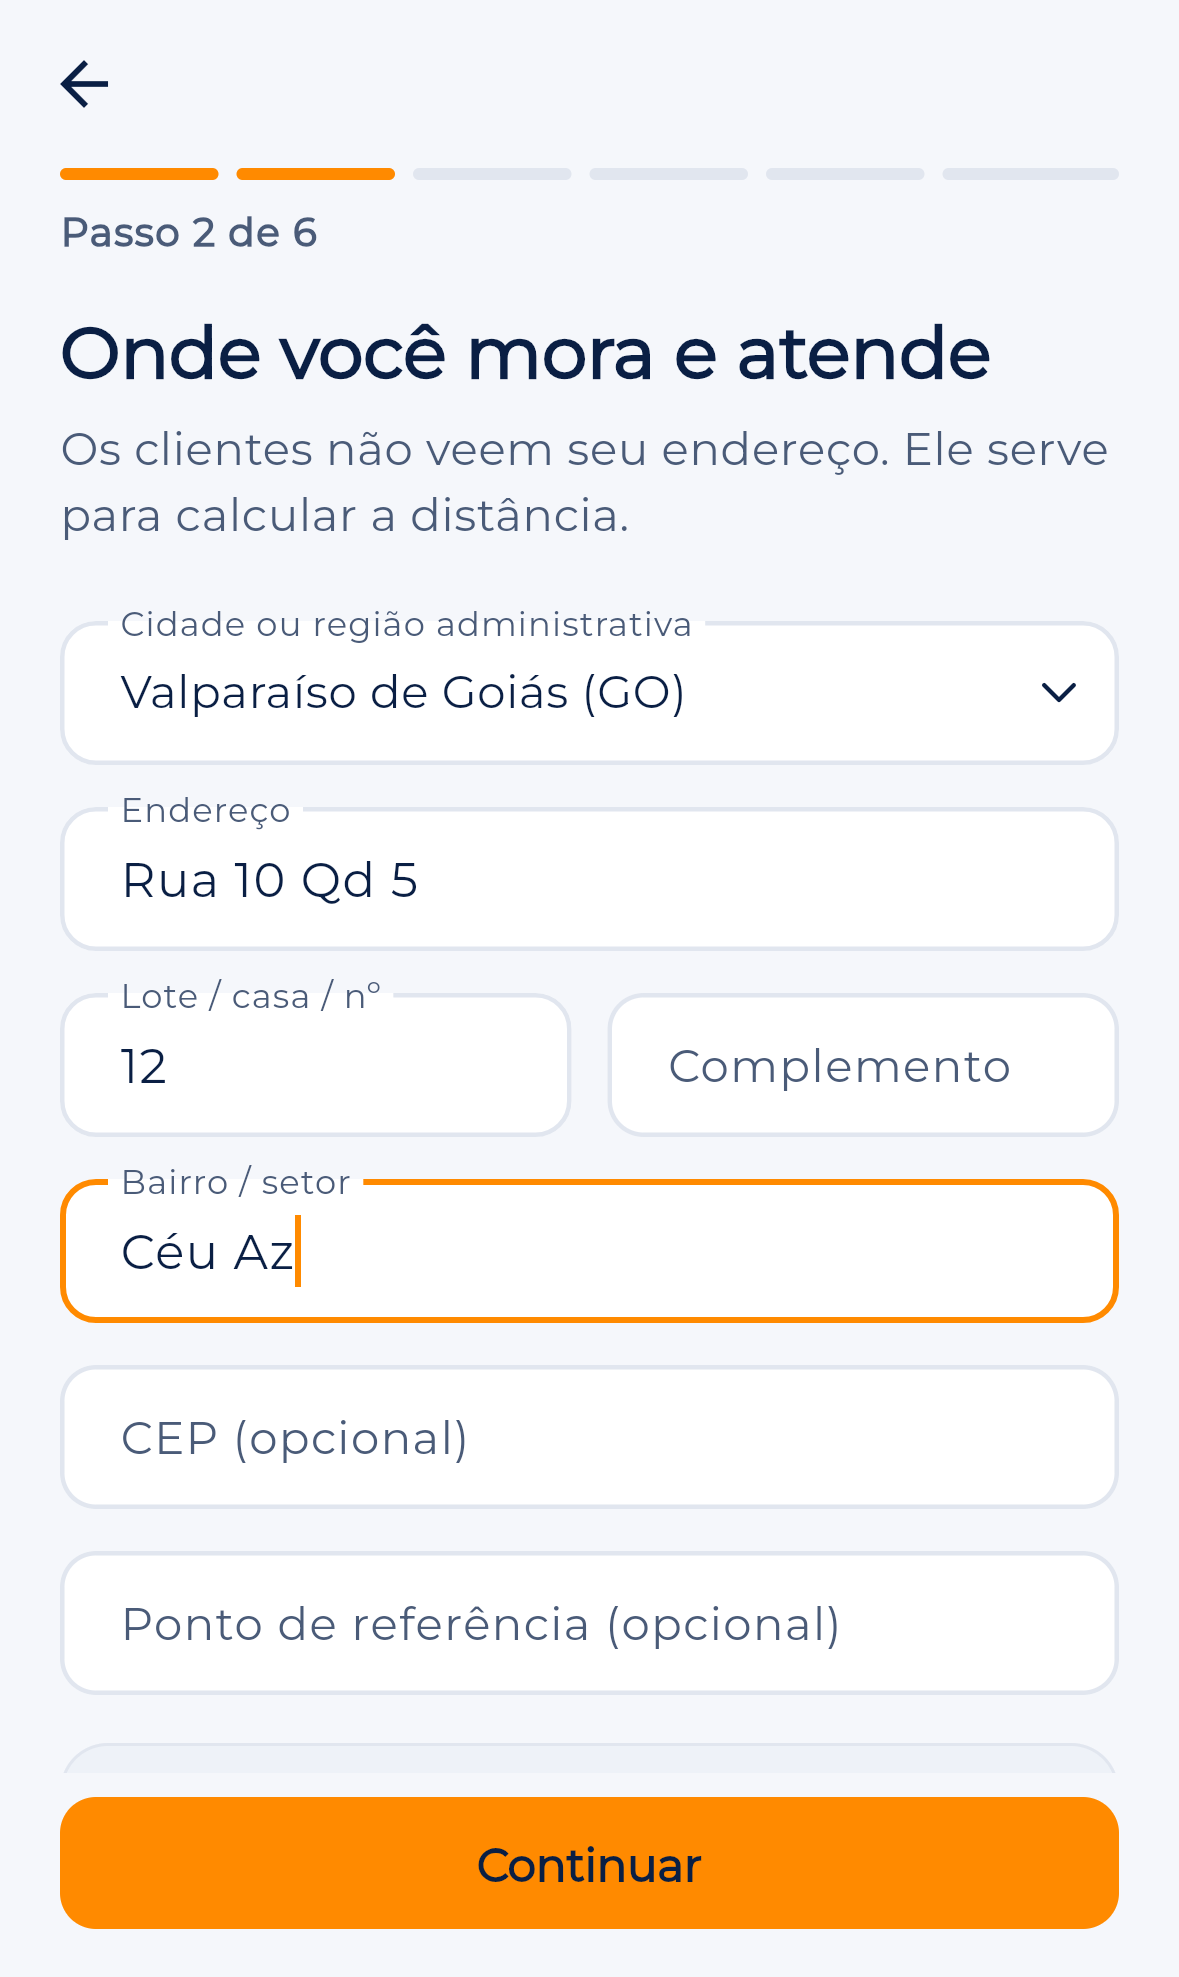 Passo 2 de 6
Onde você mora e atende
Os clientes não veem seu endereço. Ele serve
para calcular a distância.
Cidade ou região administrativa
Valparaíso de Goiás (GO)
Endereço
Rua 10 Qd 5
Lote / casa / nº
12
Complemento
Bairro / setor
Céu Az
CEP (opcional)
Ponto de referência (opcional)
Continuar